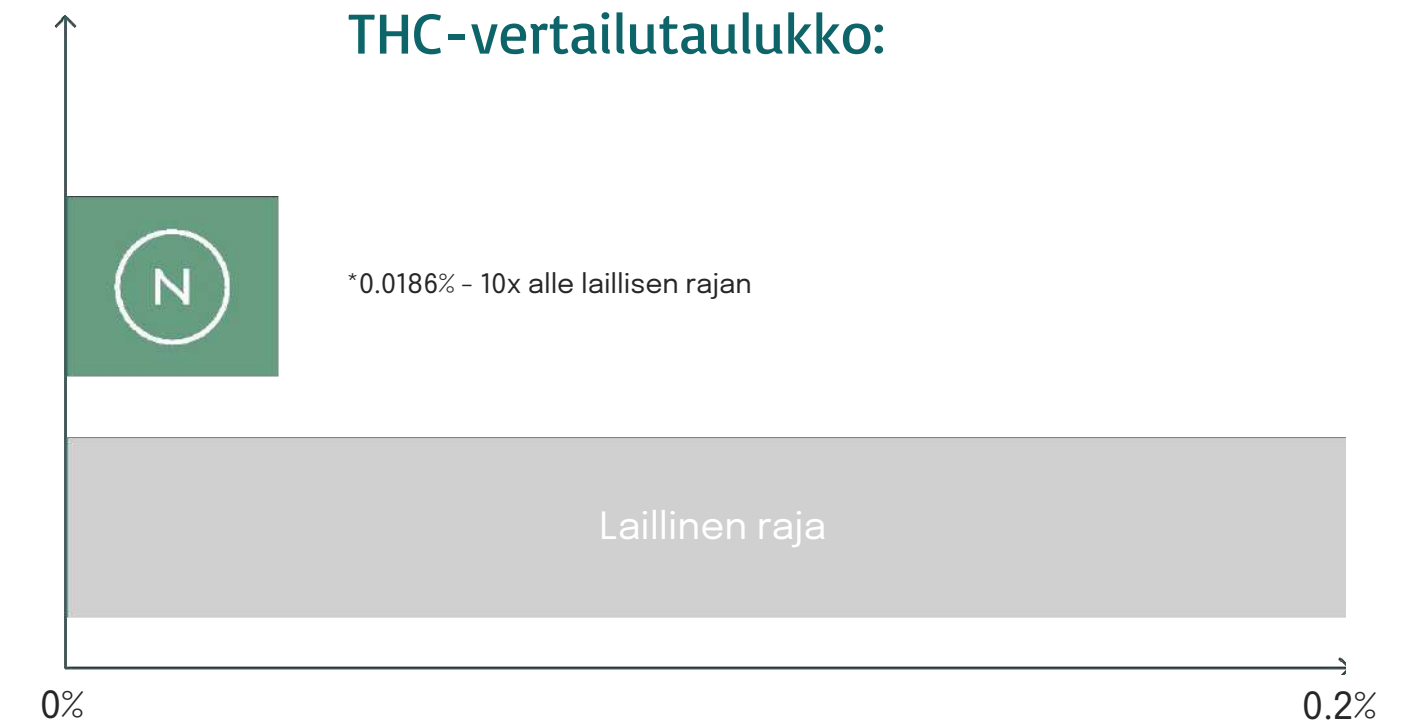 THC-vertailutaulukko:
N
*0.0186% - 10x alle laillisen rajan
Laillinen raja
0%
0.2%